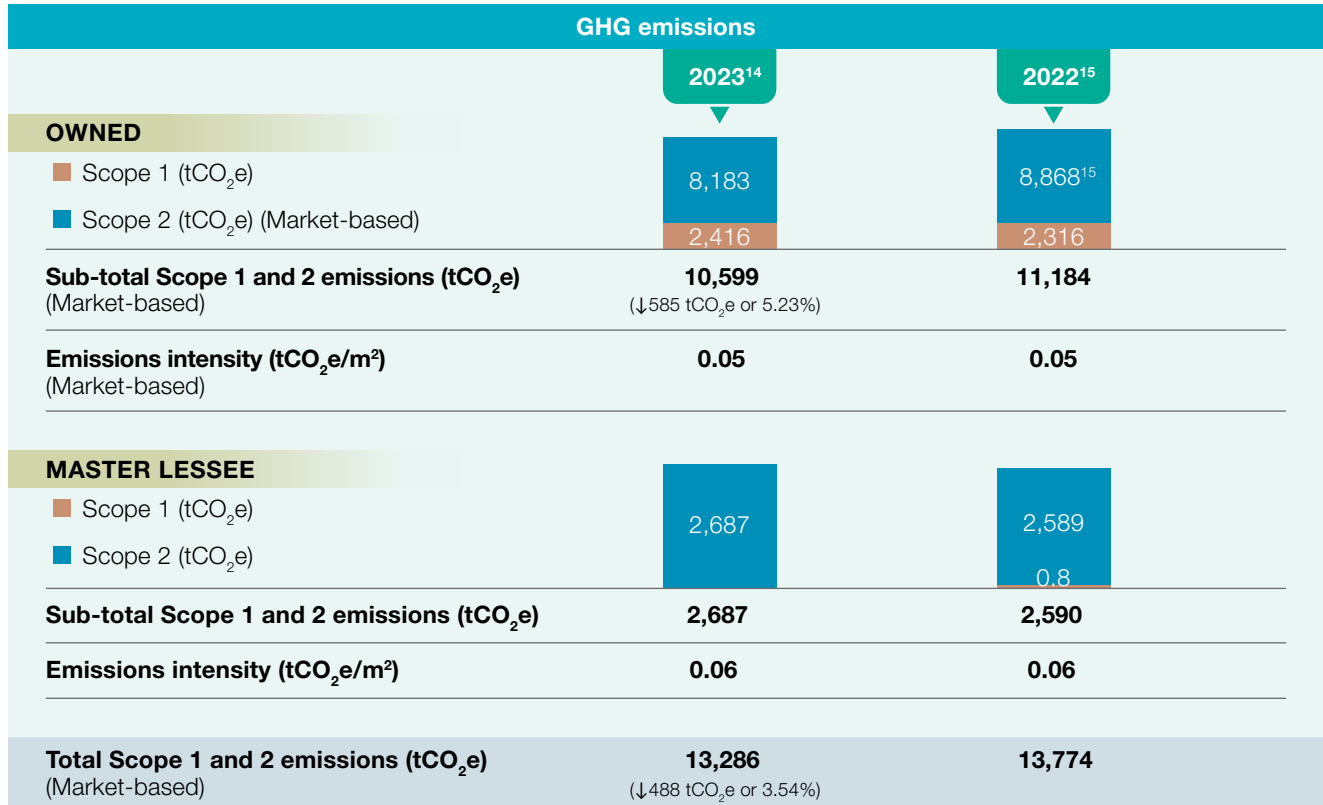 GHG emissions
2023¹⁴ 2022¹⁵
OWNED
Scope 1 (tCO₂e)
Scope 2 (tCO₂e) (Market-based)
8,183 8,868¹⁵
2,416 2,316
Sub-total Scope 1 and 2 emissions (tCO₂e) 10,599 11,184
(Market-based) (↓585 tCO₂e or 5.23%)
Emissions intensity (tCO₂e/m²) 0.05 0.05
(Market-based)
MASTER LESSEE
Scope 1 (tCO₂e)
Scope 2 (tCO₂e)
2,687 2,589
0.8
Sub-total Scope 1 and 2 emissions (tCO₂e) 2,687 2,590
Emissions intensity (tCO₂e/m²) 0.06 0.06
Total Scope 1 and 2 emissions (tCO₂e) 13,286 13,774
(Market-based) (↓488 tCO₂e or 3.54%)